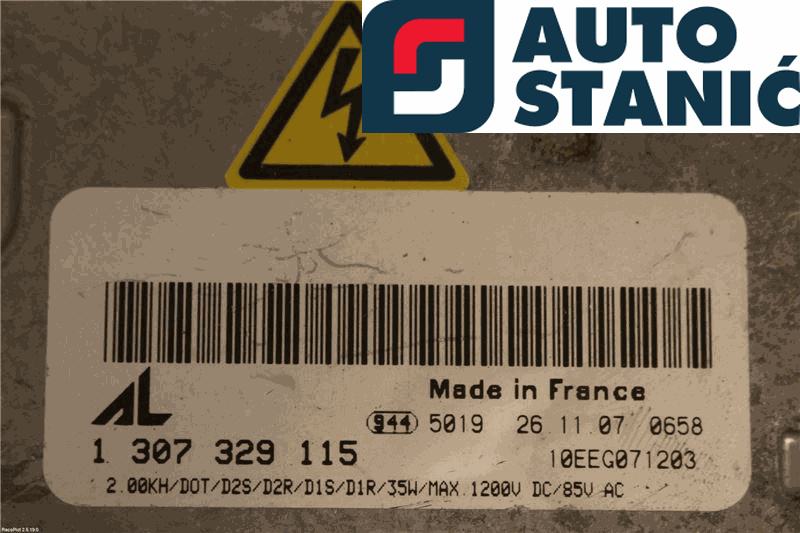 AUTO
STANIĆ
AL
Made in France
944 5019 26.11.07 0658
1 307 329 115
10EEG071203
2.00KH/DOT/D2S/D2R/D1S/D1R/35W/MAX.1200V DC/85V AC